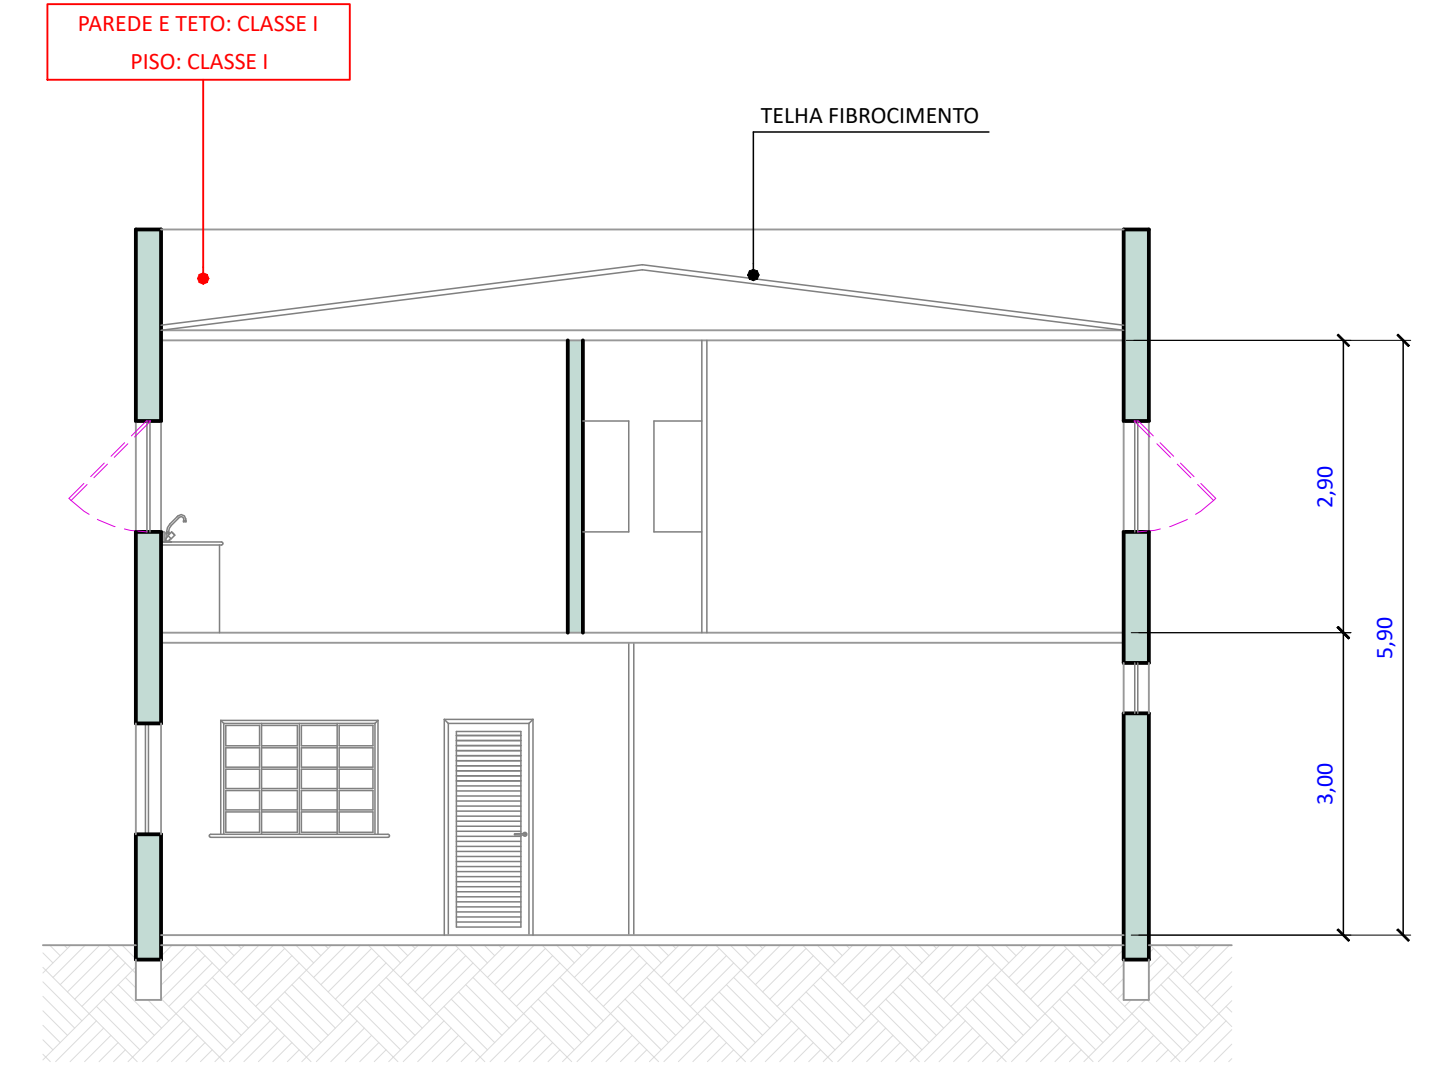 PAREDE E TETO: CLASSE I
PISO: CLASSE I
TELHA FIBROCIMENTO
2,90
5,90
3,00